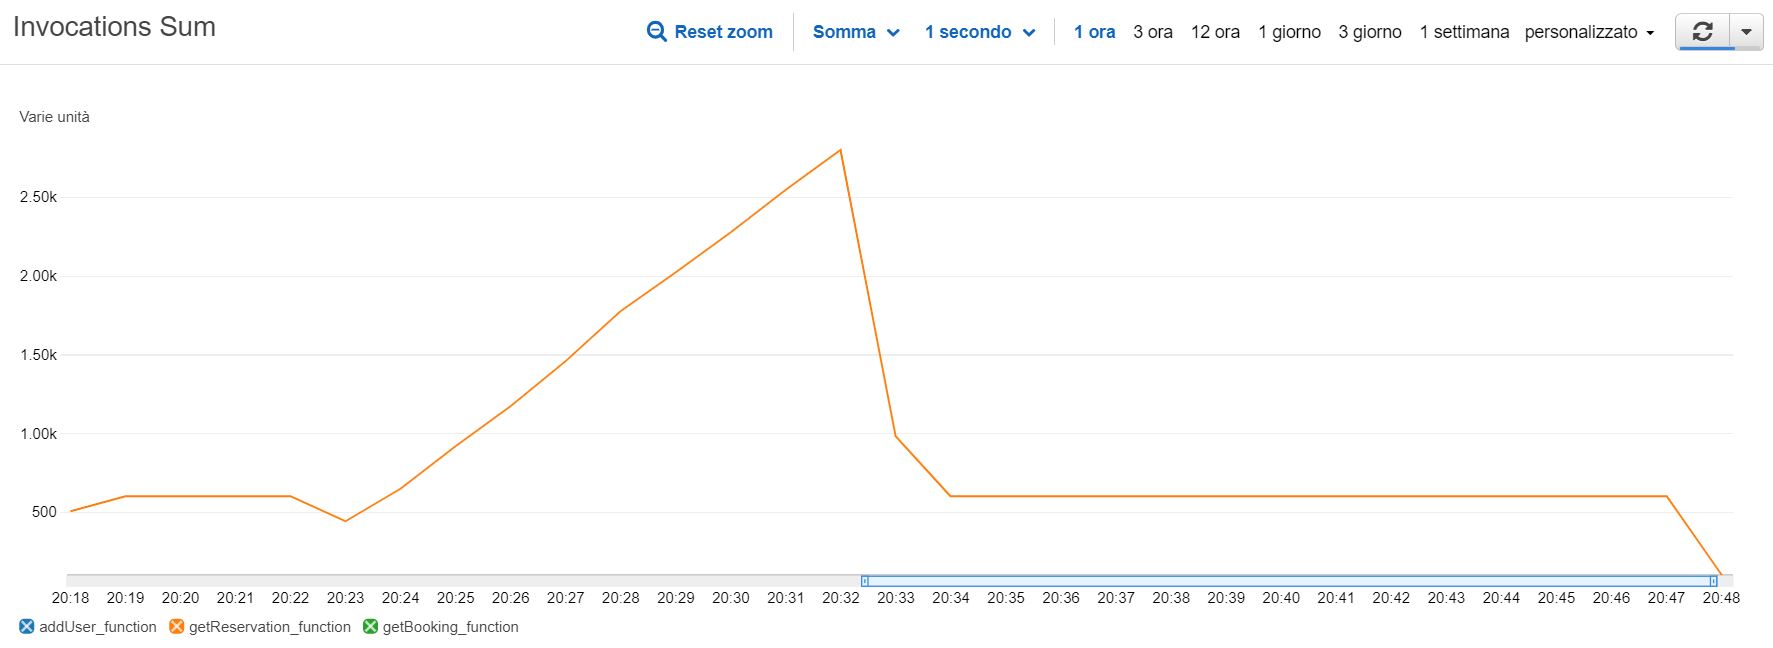 Invocations Sum
Reset zoom Somma 1 secondo 1 ora 3 ora 12 ora 1 giorno 3 giorno 1 settimana personalizzato
Varie unità
2.50k
2.00k
1.50k
1.00k
500
20:18 20:19 20:20 20:21 20:22 20:23 20:24 20:25 20:26 20:27 20:28 20:29 20:30 20:31 20:32 20:33 20:34 20:35 20:36 20:37 20:38 20:39 20:40 20:41 20:42 20:43 20:44 20:45 20:46 20:47 20:48
addUser_function getReservation_function getBooking_function